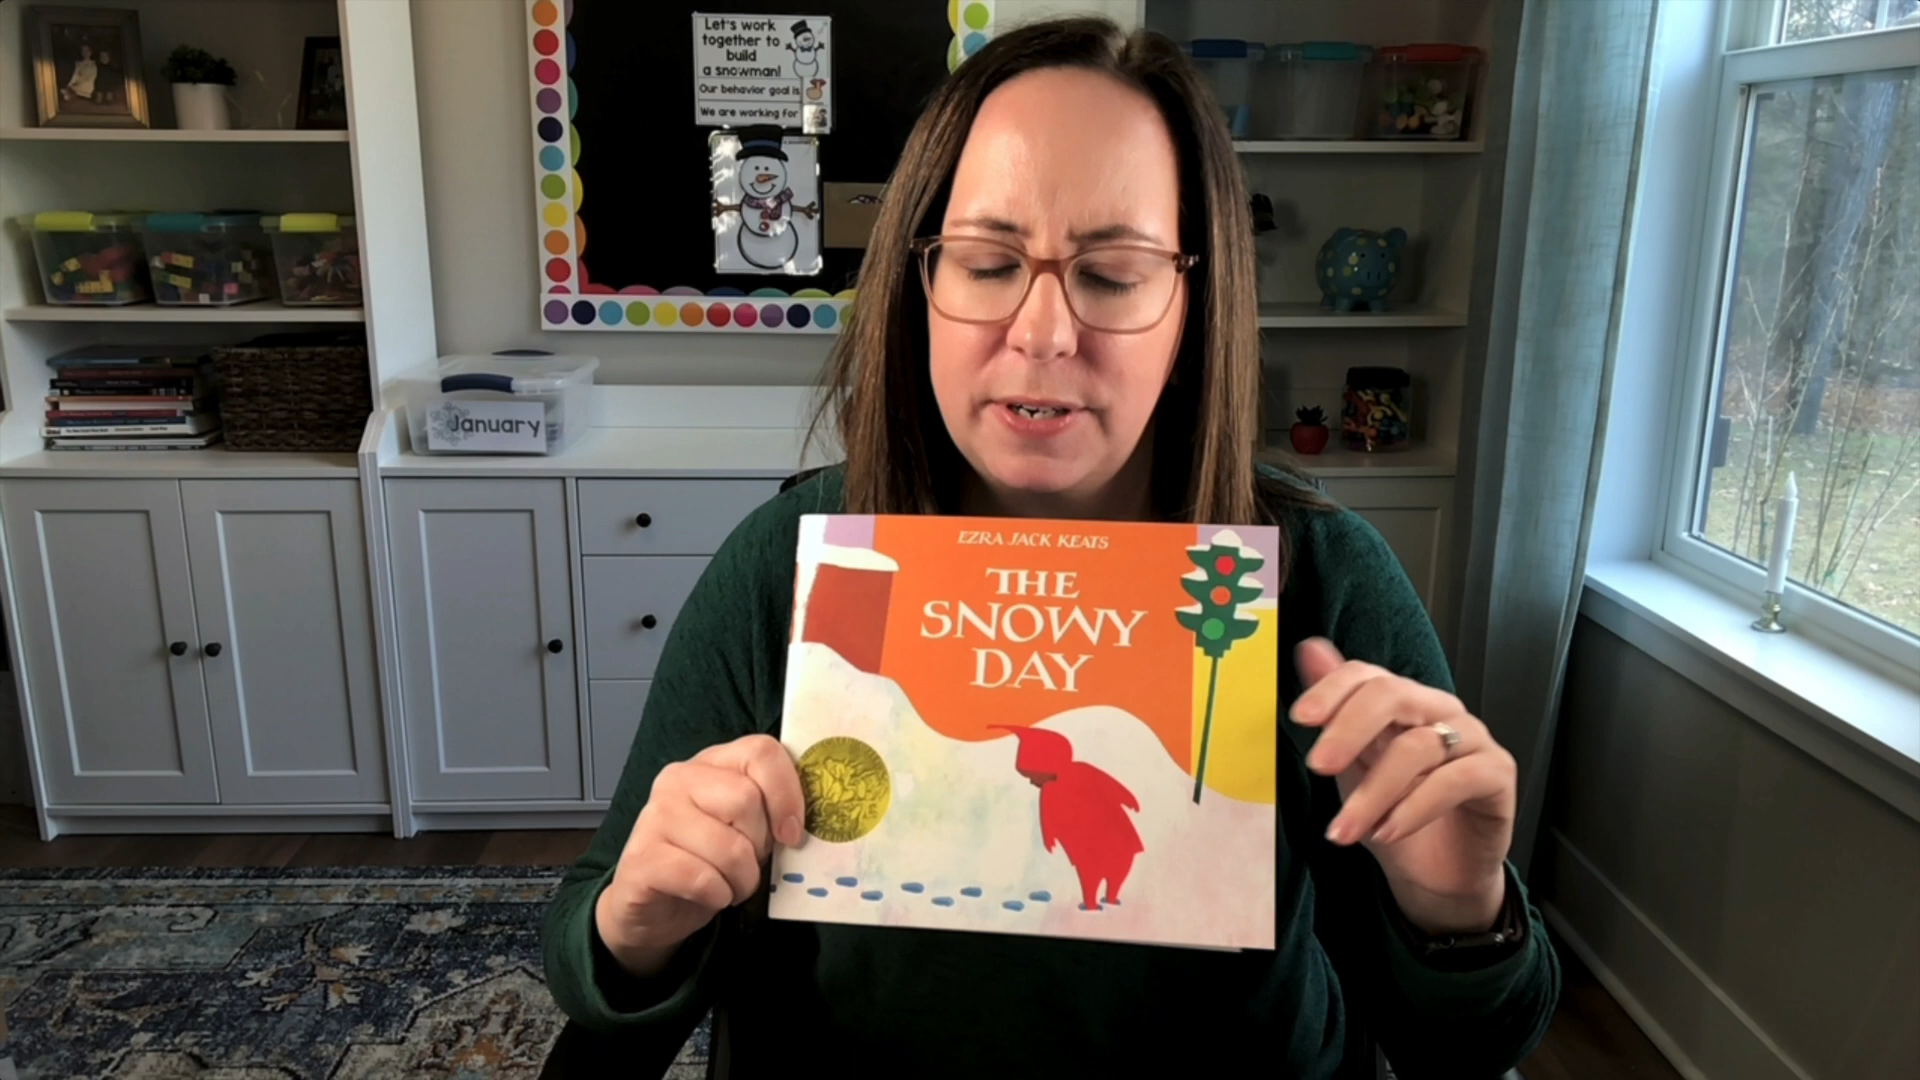 Let's work
together to
build
a snowman!
Our behavior goal is
We are working for
January
EZRA JACK KEATS
THE
SNOWY
DAY